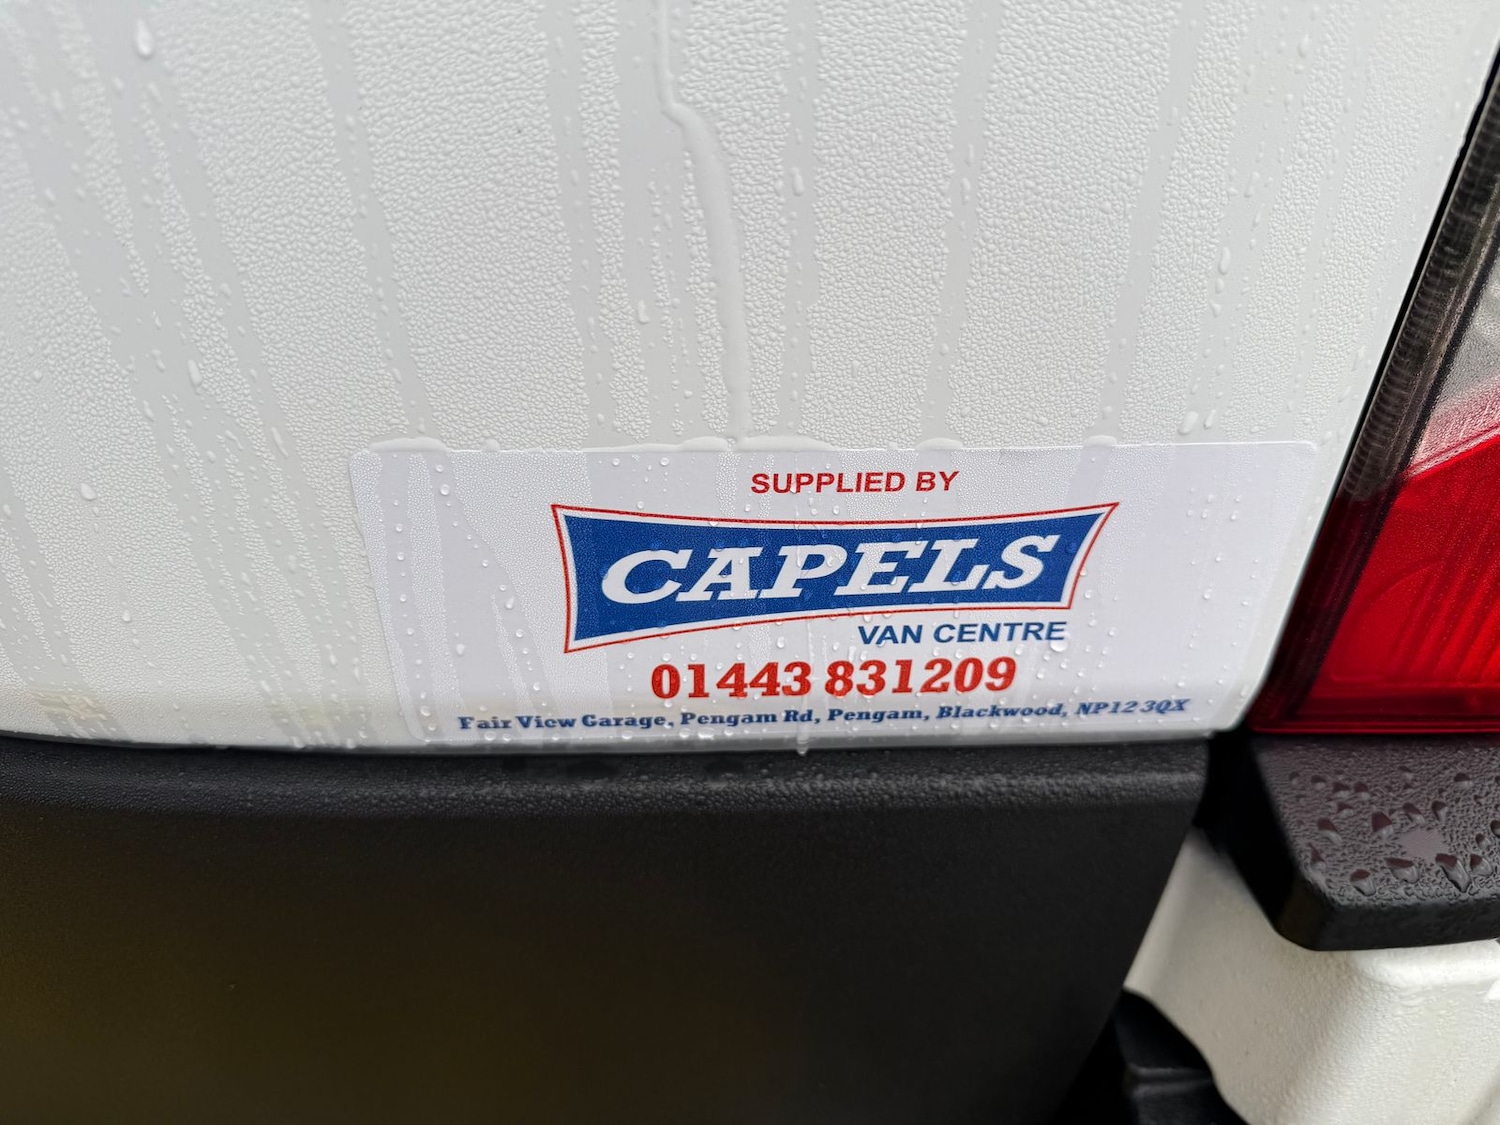 SUPPLIED BY
CAPELS
VAN CENTRE
01443 831209
Fair View Garage, Pengam Rd, Pengam, Blackwood, NP12 3QX